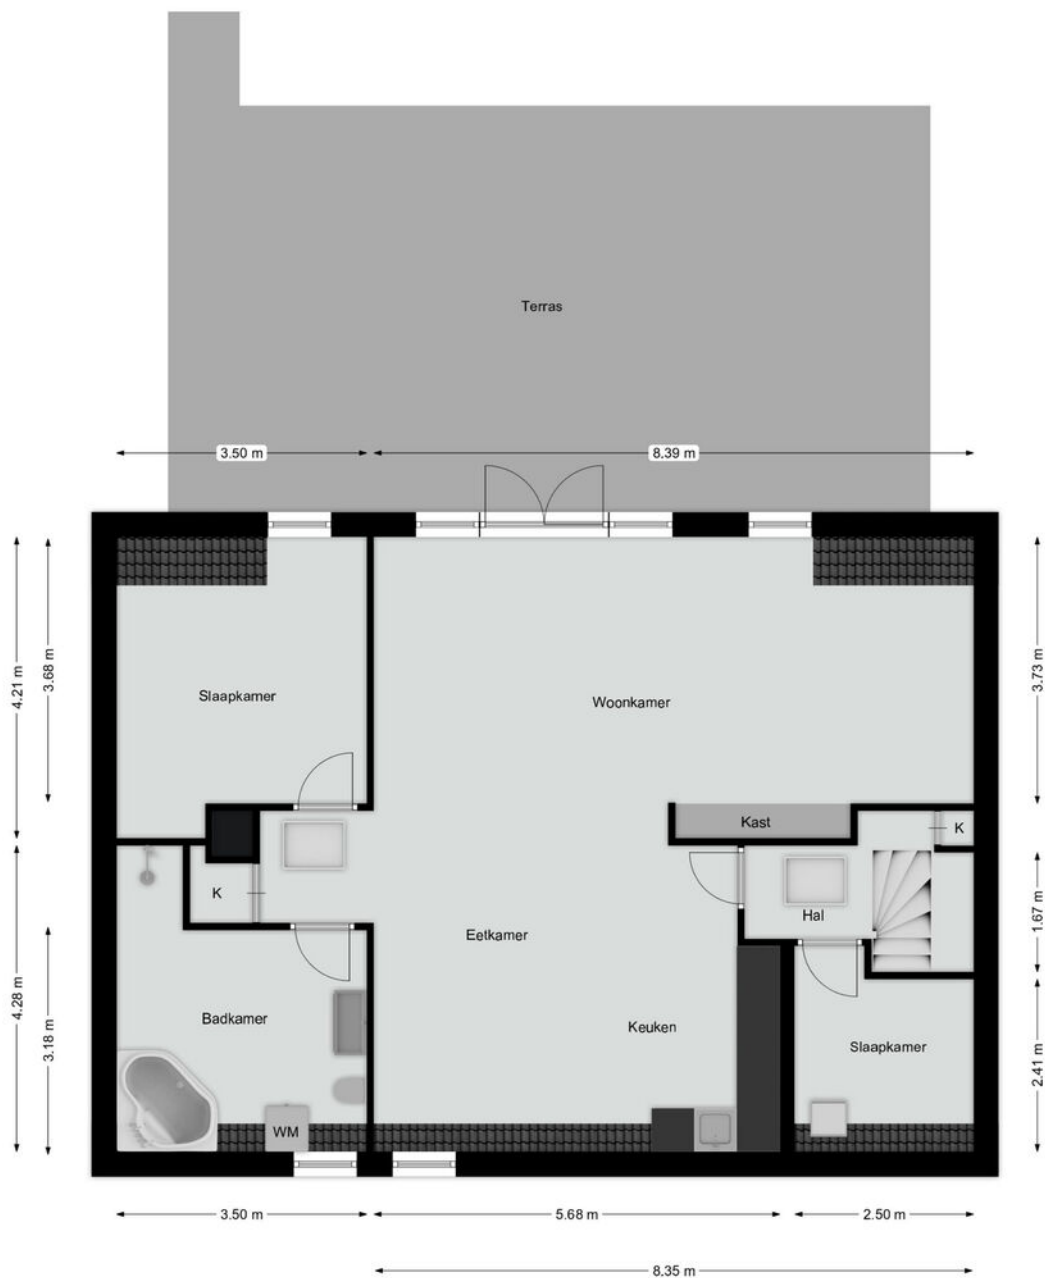 Terras
3.50 m
8.39 m
4.21 m
3.68 m
3.73 m
Slaapkamer
Woonkamer
Kast
K
K
Hal
1.67 m
Eetkamer
4.28 m
3.18 m
Badkamer
Keuken
Slaapkamer
2.41 m
WM
3.50 m
5.68 m
2.50 m
8.35 m